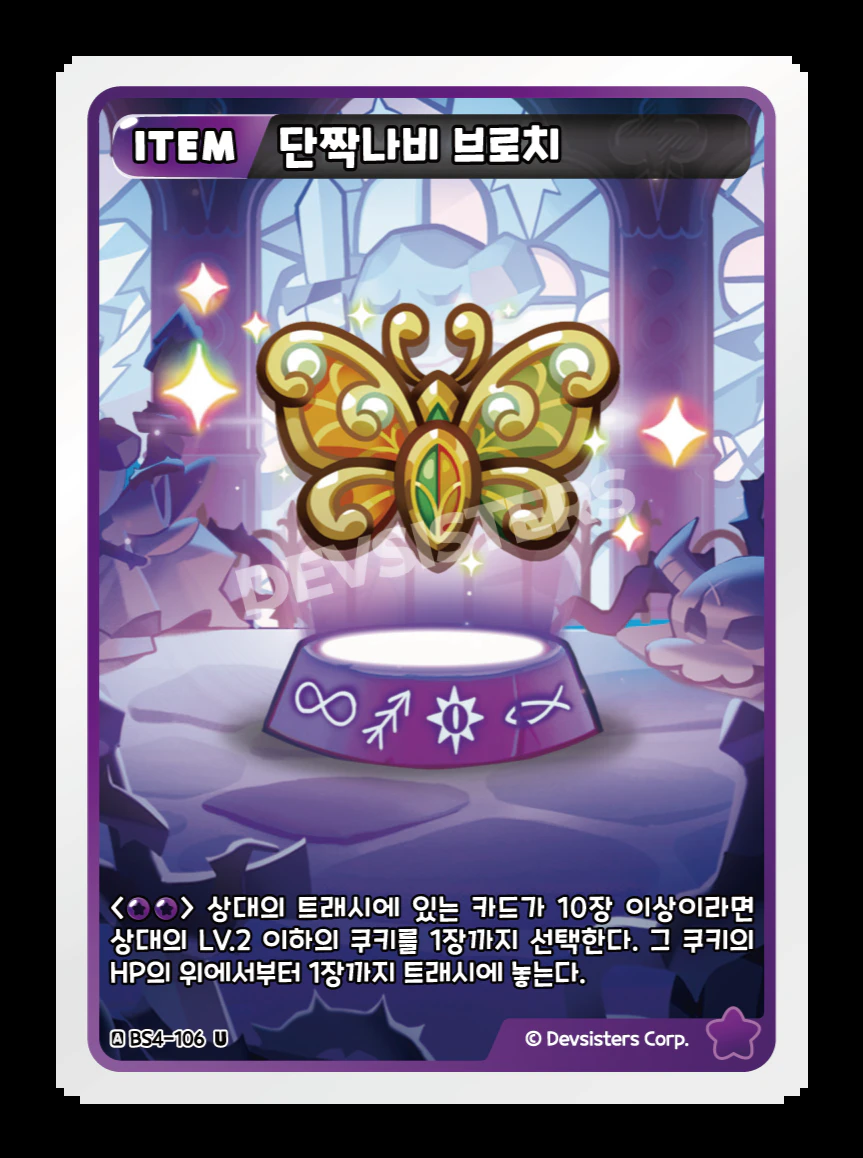 ITEM 단짝나비 브로치
DEVSISTERS
< > 상대의 트래시에 있는 카드가 10장 이상이라면
상대의 LV.2 이하의 쿠키를 1장까지 선택한다. 그 쿠키의
HP의 위에서부터 1장까지 트래시에 놓는다.
A BS4-106 U
© Devsisters Corp.